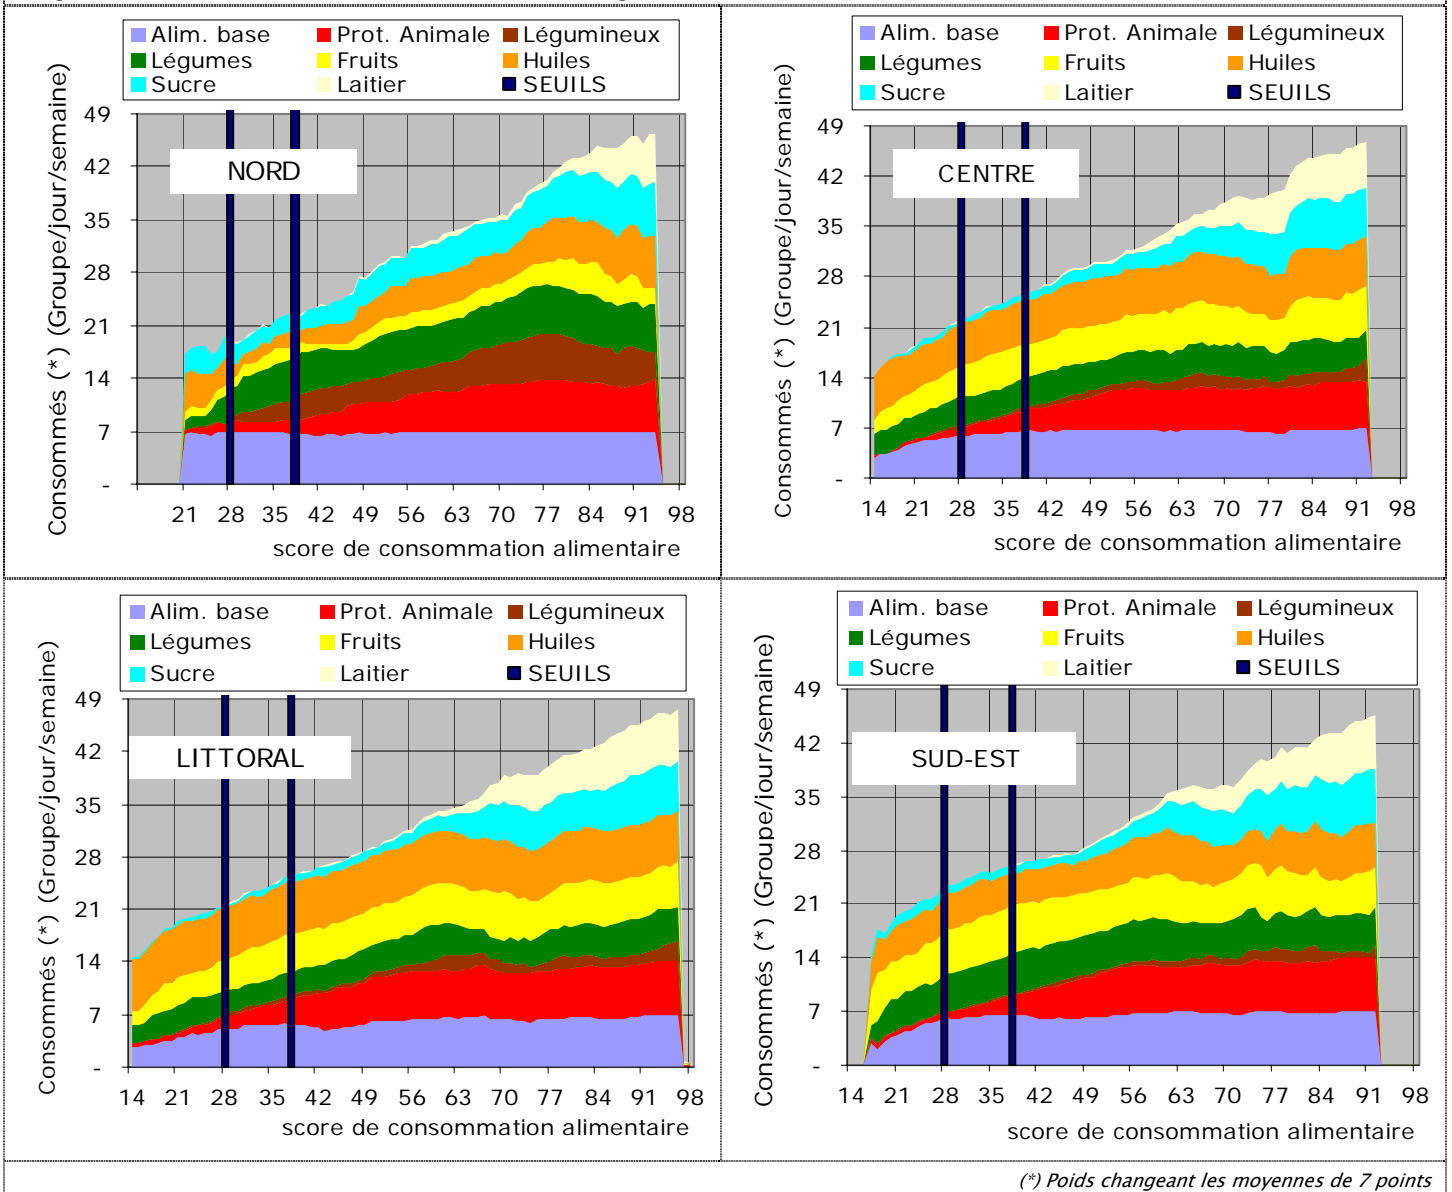 Alim. base Prot. Animale Légumineux
Légumes Fruits Huiles
Sucre Laitier SEUILS
Consommés (*) (Groupe/jour/semaine)
49
42
35
28
21
14
7
-
NORD
21 28 35 42 49 56 63 70 77 84 91 98
score de consommation alimentaire
Alim. base Prot. Animale Légumineux
Légumes Fruits Huiles
Sucre Laitier SEUILS
Consommés (*) (Groupe/jour/semaine)
49
42
35
28
21
14
7
-
CENTRE
14 21 28 35 42 49 56 63 70 77 84 91 98
score de consommation alimentaire
Alim. base Prot. Animale Légumineux
Légumes Fruits Huiles
Sucre Laitier SEUILS
Consommés (*) (Groupe/jour/semaine)
49
42
35
28
21
14
7
-
LITTORAL
14 21 28 35 42 49 56 63 70 77 84 91 98
score de consommation alimentaire
Alim. base Prot. Animale Légumineux
Légumes Fruits Huiles
Sucre Laitier SEUILS
Consommés (*) (Groupe/jour/semaine)
49
42
35
28
21
14
7
-
SUD-EST
14 21 28 35 42 49 56 63 70 77 84 91 98
score de consommation alimentaire
(*) Poids changeant les moyennes de 7 points